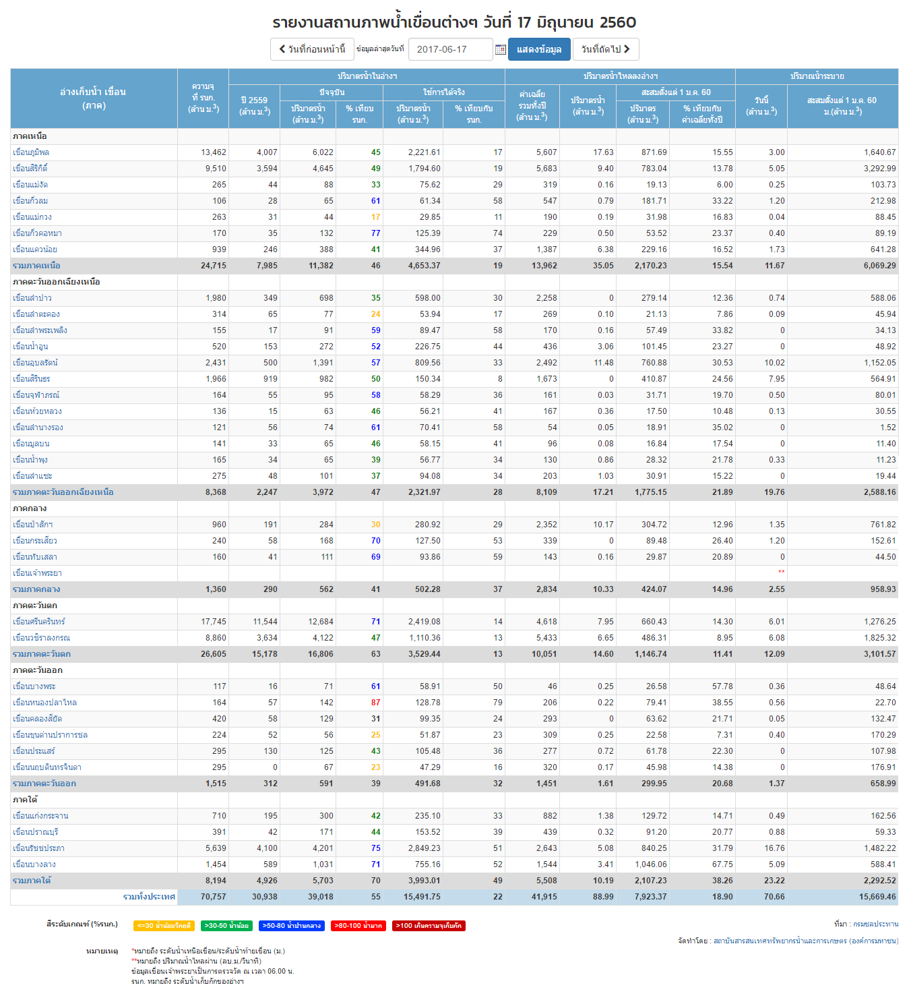 รายงานสถานภาพน้ำเขื่อนต่างๆ วันที่ 17 มิถุนายน 2560
วันที่ก่อนหน้านี้ ข้อมูลล่าสุดวันที่ 2017-06-17 แสดงข้อมูล วันที่ถัดไป
อ่างเก็บน้ำ เขื่อน (ภาค) ความจุ ที่ รนก. (ล้าน ม.3) ปริมาตรน้ำในอ่างฯ ปริมาตรน้ำไหลลงอ่างฯ ปริมาณน้ำระบาย
ปี 2559 (ล้าน ม.3) ปัจจุบัน ใช้การได้จริง ค่าเฉลี่ย รวมทั้งปี (ล้าน ม.3) ปริมาตรน้ำ (ล้าน ม.3) สะสมตั้งแต่ 1 ม.ค. 60 วันนี้ (ล้าน ม.3) สะสมตั้งแต่ 1 ม.ค. 60 ม.(ล้าน ม.3)
ปริมาตรน้ำ (ล้าน ม.3) % เทียบ รนก. ปริมาตรน้ำ (ล้าน ม.3) % เทียบกับ รนก. ปริมาตร (ล้าน ม.3) % เทียบกับ ค่าเฉลี่ยทั้งปี
ภาคเหนือ
เขื่อนภูมิพล 13,462 4,007 6,022 45 2,221.61 17 5,607 17.63 871.69 15.55 3.00 1,640.67
เขื่อนสิริกิติ์ 9,510 3,594 4,645 49 1,794.60 19 5,683 9.40 783.04 13.78 5.05 3,292.99
เขื่อนแม่งัด 265 44 88 33 75.62 29 319 0.16 19.13 6.00 0.25 103.73
เขื่อนกิ่วลม 106 28 65 61 61.34 58 547 0.79 181.71 33.22 1.20 212.98
เขื่อนแม่กวง 263 31 44 17 29.85 11 190 0.19 31.98 16.83 0.04 88.45
เขื่อนกิ่วคอหมา 170 35 132 77 125.39 74 229 0.50 53.52 23.37 0.40 89.19
เขื่อนแควน้อย 939 246 388 41 344.96 37 1,387 6.38 229.16 16.52 1.73 641.28
รวมภาคเหนือ 24,715 7,985 11,382 46 4,653.37 19 13,962 35.05 2,170.23 15.54 11.67 6,069.29
ภาคตะวันออกเฉียงเหนือ
เขื่อนลำปาว 1,980 349 698 35 598.00 30 2,258 0 279.14 12.36 0.74 588.06
เขื่อนลำตะคอง 314 65 77 24 53.94 17 269 0.10 21.13 7.86 0.09 45.94
เขื่อนลำพระเพลิง 155 17 91 59 89.47 58 170 0.16 57.49 33.82 0 34.13
เขื่อนน้ำอูน 520 153 272 52 226.75 44 436 3.06 101.45 23.27 0 48.92
เขื่อนอุบลรัตน์ 2,431 500 1,391 57 809.56 33 2,492 11.48 760.88 30.53 10.02 1,152.05
เขื่อนสิรินธร 1,966 919 982 50 150.34 8 1,673 0 410.87 24.56 7.95 564.91
เขื่อนจุฬาภรณ์ 164 55 95 58 58.29 36 161 0.03 31.71 19.70 0.50 80.01
เขื่อนห้วยหลวง 136 15 63 46 56.21 41 167 0.36 17.50 10.48 0.13 30.55
เขื่อนลำนางรอง 121 56 74 61 70.41 58 54 0.05 18.91 35.02 0 1.52
เขื่อนมูลบน 141 33 65 46 58.15 41 96 0.08 16.84 17.54 0 11.40
เขื่อนน้ำพุง 165 34 65 39 56.77 34 130 0.86 28.32 21.78 0.33 11.23
เขื่อนลำแซะ 275 48 101 37 94.08 34 203 1.03 30.91 15.22 0 19.44
รวมภาคตะวันออกเฉียงเหนือ 8,368 2,247 3,972 47 2,321.97 28 8,109 17.21 1,775.15 21.89 19.76 2,588.16
ภาคกลาง
เขื่อนป่าสักฯ 960 191 284 30 280.92 29 2,352 10.17 304.72 12.96 1.35 761.82
เขื่อนกระเสียว 240 58 168 70 127.50 53 339 0 89.48 26.40 1.20 152.61
เขื่อนทับเสลา 160 41 111 69 93.86 59 143 0.16 29.87 20.89 0 44.50
เขื่อนเจ้าพระยา **
รวมภาคกลาง 1,360 290 562 41 502.28 37 2,834 10.33 424.07 14.96 2.55 958.93
ภาคตะวันตก
เขื่อนศรีนครินทร์ 17,745 11,544 12,684 71 2,419.08 14 4,618 7.95 660.43 14.30 6.01 1,276.25
เขื่อนวชิราลงกรณ 8,860 3,634 4,122 47 1,110.36 13 5,433 6.65 486.31 8.95 6.08 1,825.32
รวมภาคตะวันตก 26,605 15,178 16,806 63 3,529.44 13 10,051 14.60 1,146.74 11.41 12.09 3,101.57
ภาคตะวันออก
เขื่อนบางพระ 117 16 71 61 58.91 50 46 0.25 26.58 57.78 0.36 48.64
เขื่อนหนองปลาไหล 164 57 142 87 128.78 79 206 0.22 79.41 38.55 0.56 22.70
เขื่อนคลองสียัด 420 58 129 31 99.35 24 293 0 63.62 21.71 0.05 132.47
เขื่อนขุนด่านปราการชล 224 52 56 25 51.87 23 309 0.25 22.58 7.31 0.40 170.29
เขื่อนประแสร์ 295 130 125 43 105.48 36 277 0.72 61.78 22.30 0 107.98
เขื่อนนฤบดินทรจินดา 295 0 67 23 47.29 16 320 0.17 45.98 14.38 0 176.91
รวมภาคตะวันออก 1,515 312 591 39 491.68 32 1,451 1.61 299.95 20.68 1.37 658.99
ภาคใต้
เขื่อนแก่งกระจาน 710 195 300 42 235.10 33 882 1.38 129.72 14.71 0.49 162.56
เขื่อนปราณบุรี 391 42 171 44 153.52 39 439 0.32 91.20 20.77 0.88 59.33
เขื่อนรัชชประภา 5,639 4,100 4,201 75 2,849.23 51 2,643 5.08 840.25 31.79 16.76 1,482.22
เขื่อนบางลาง 1,454 589 1,031 71 755.16 52 1,544 3.41 1,046.06 67.75 5.09 588.41
รวมภาคใต้ 8,194 4,926 5,703 70 3,993.01 49 5,508 10.19 2,107.23 38.26 23.22 2,292.52
รวมทั้งประเทศ 70,757 30,938 39,018 55 15,491.75 22 41,915 88.99 7,923.37 18.90 70.66 15,669.46
สีระดับเกณฑ์ (%รนก.) <=30 น้ำน้อยวิกฤติ >30-50 น้ำน้อย >50-80 น้ำปานกลาง >80-100 น้ำมาก >100 เกินความจุเก็บกัก ที่มา : กรมชลประทาน
จัดทำโดย : สถาบันสารสนเทศทรัพยากรน้ำและการเกษตร (องค์การมหาชน)
หมายเหตุ *หมายถึง ระดับน้ำเหนือเขื่อน/ระดับน้ำท้ายเขื่อน (ม.)
**หมายถึง ปริมาณน้ำไหลผ่าน (ลบ.ม./วินาที)
ข้อมูลเขื่อนเจ้าพระยาเป็นการตรวจวัด ณ เวลา 06.00 น.
รนก. หมายถึง ระดับน้ำเก็บกักของอ่างฯ